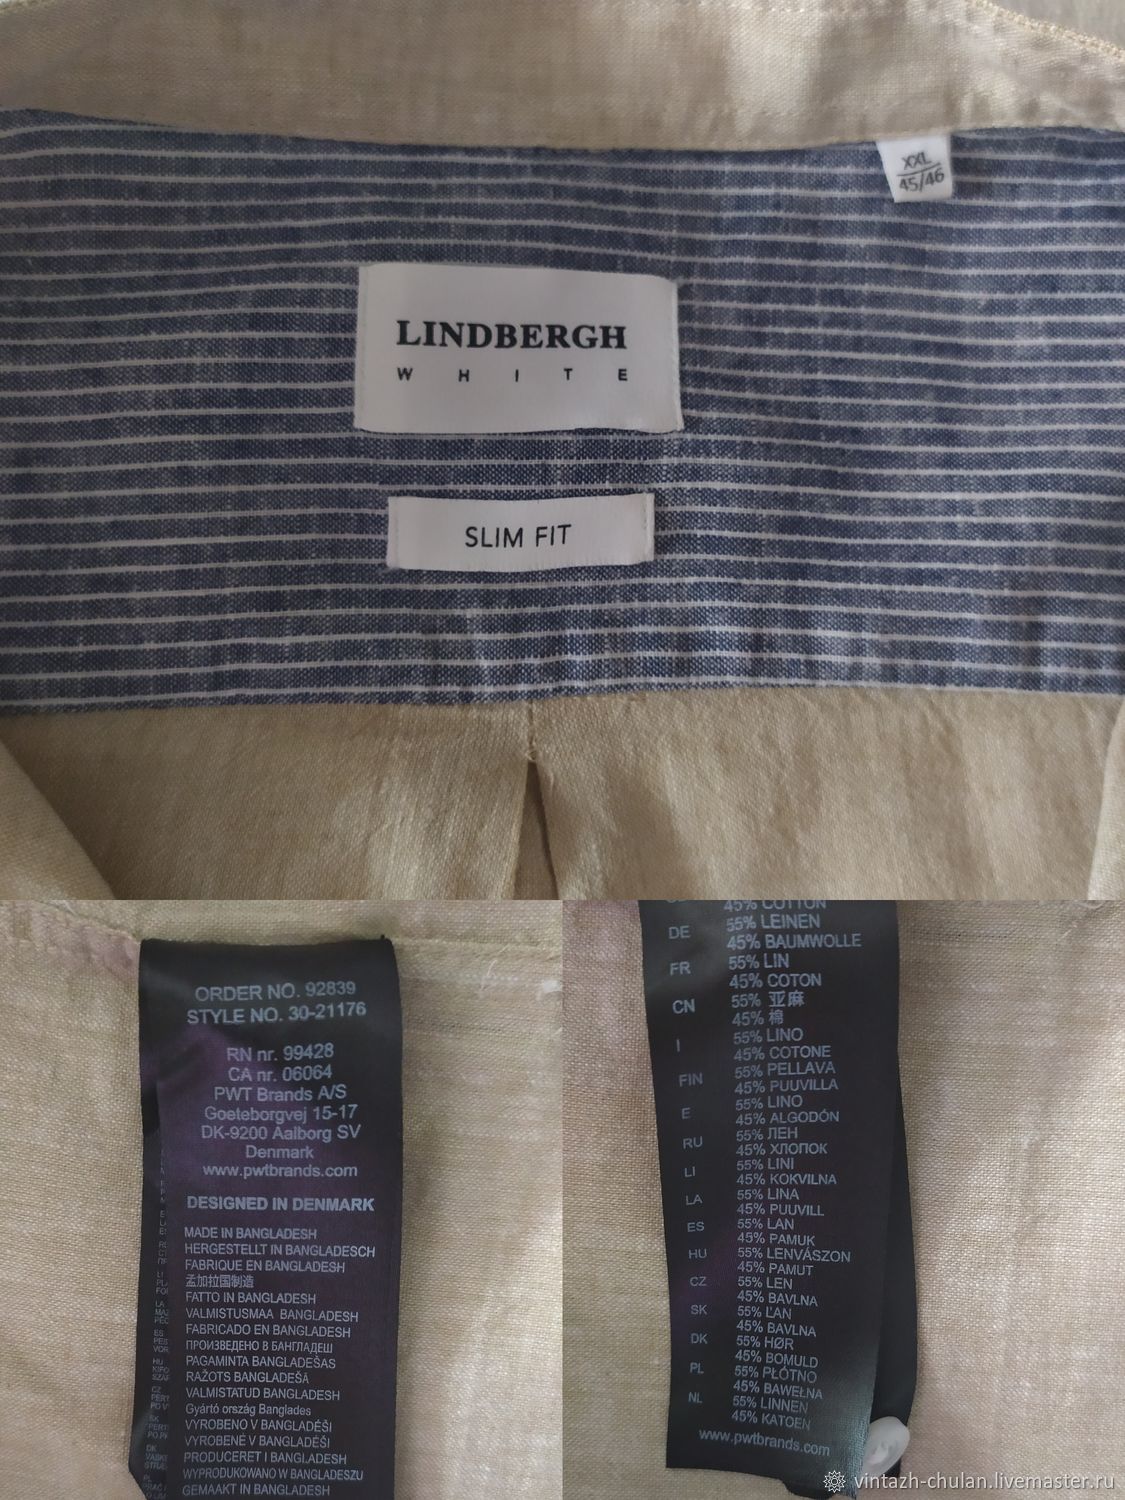 XXL
45/46
LINDBERGH
WHITE
SLIM FIT
ORDER NO. 92839
STYLE NO. 30-21176
RN nr. 99428
CA nr. 06064
PWT Brands A/S
Goeteborgvej 15-17
DK-9200 Aalborg SV
Denmark
www.pwtbrands.com
DESIGNED IN DENMARK
MADE IN BANGLADESH
HERGESTELLT IN BANGLADESCH
FABRIQUE EN BANGLADESH
孟加拉国制造
FATTO IN BANGLADESH
VALMISTUSMAA BANGLADESH
FABRICADO EN BANGLADESH
ПРОИЗВЕДЕНО В БАНГЛАДЕШ
PAGAMINTA BANGLADEŠAS
RAŽOTS BANGLADEŠĀ
VALMISTATUD BANGLADESH
Gyártó ország Banglades
VYROBENO V BANGLADÉŠI
VYROBENÉ V BANGLADÉŠI
PRODUCERET I BANGLADESH
WYPRODUKOWANO W BANGLADESZU
GEMAAKT IN BANGLADESH
45% COTTON
DE 55% LEINEN
45% BAUMWOLLE
FR 55% LIN
45% COTON
CN 55% 亚麻
45% 棉
I 55% LINO
45% COTONE
FIN 55% PELLAVA
45% PUUVILLA
E 55% LINO
45% ALGODÓN
RU 55% ЛЕН
45% ХЛОПОК
LI 55% LINI
45% KOKVILNA
LA 55% LINA
45% PUUVILL
ES 55% LAN
45% PAMUK
HU 55% LENVÁSZON
45% PAMUT
CZ 55% LEN
45% BAVLNA
SK 55% ĽAN
45% BAVLNA
DK 55% HØR
45% BOMULD
PL 55% PŁÓTNO
45% BAWEŁNA
NL 55% LINNEN
45% KATOEN
www.pwtbrands.com
vintazh-chulan.livemaster.ru